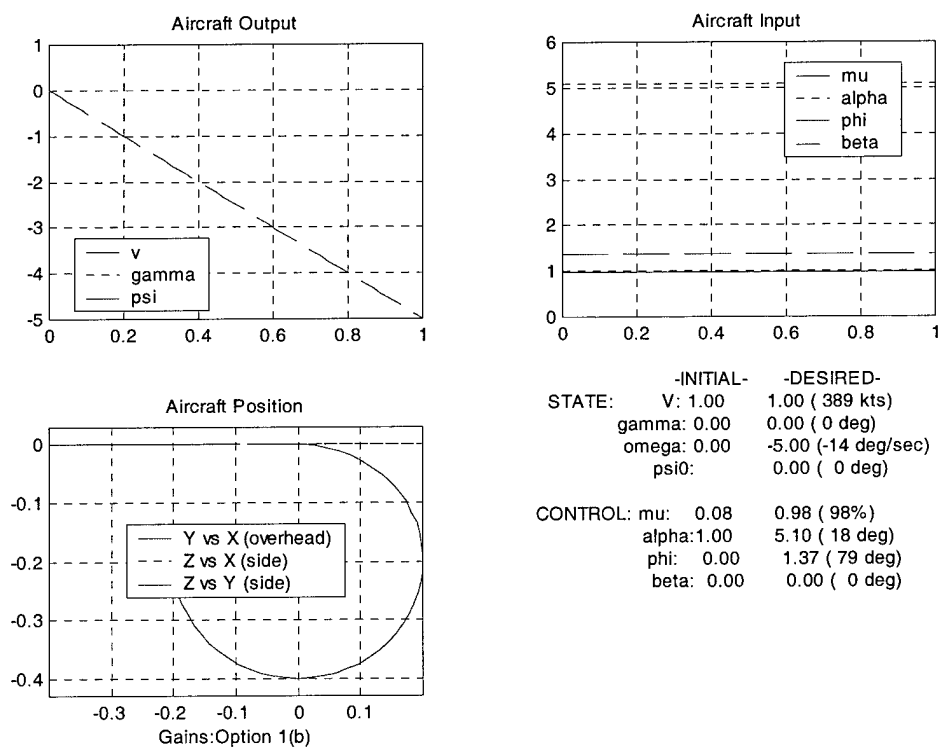 Aircraft Output
1
0
-1
-2
-3
-4
-5
v
gamma
psi
0 0.2 0.4 0.6 0.8 1
Aircraft Input
6
5
4
3
2
1
0
mu
alpha
phi
beta
0 0.2 0.4 0.6 0.8 1
Aircraft Position
0
-0.1
-0.2
-0.3
-0.4
Y vs X (overhead)
Z vs X (side)
Z vs Y (side)
-0.3 -0.2 -0.1 0 0.1
Gains:Option 1(b)
-INITIAL- -DESIRED-
STATE: V: 1.00 1.00 ( 389 kts)
gamma: 0.00 0.00 ( 0 deg)
omega: 0.00 -5.00 (-14 deg/sec)
psi0: 0.00 ( 0 deg)
CONTROL: mu: 0.08 0.98 ( 98%)
alpha:1.00 5.10 ( 18 deg)
phi: 0.00 1.37 ( 79 deg)
beta: 0.00 0.00 ( 0 deg)